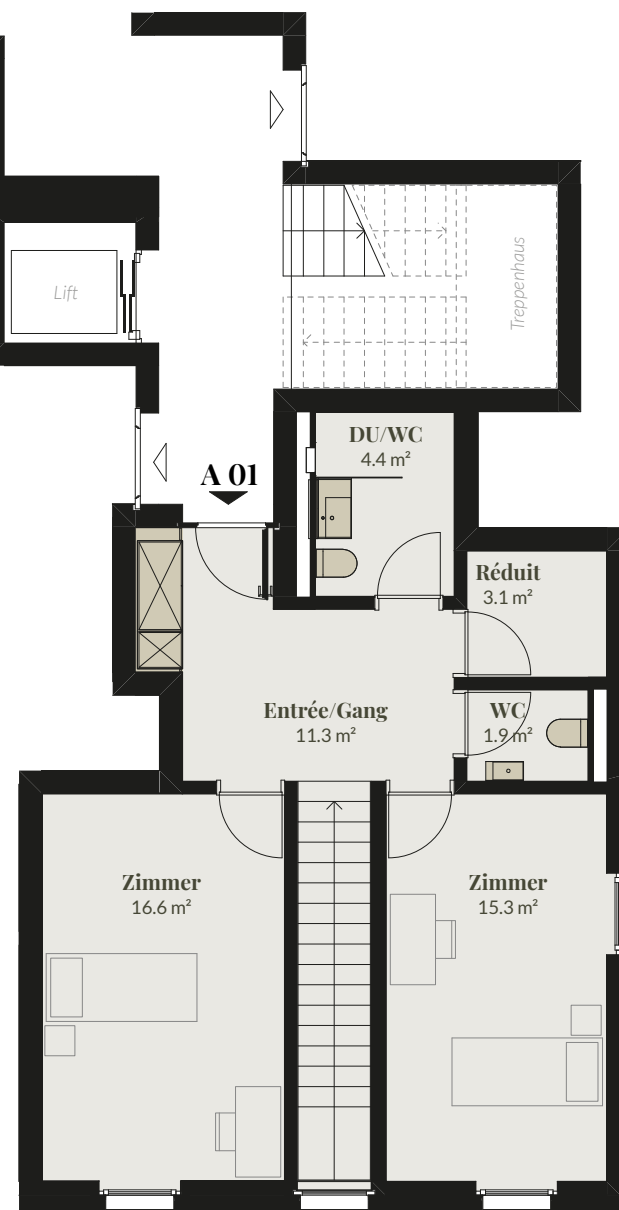 Lift
Treppenhaus
DU/WC
4.4 m²
A 01
Réduit
3.1 m²
Entrée/Gang
11.3 m²
WC
1.9 m²
Zimmer
16.6 m²
Zimmer
15.3 m²